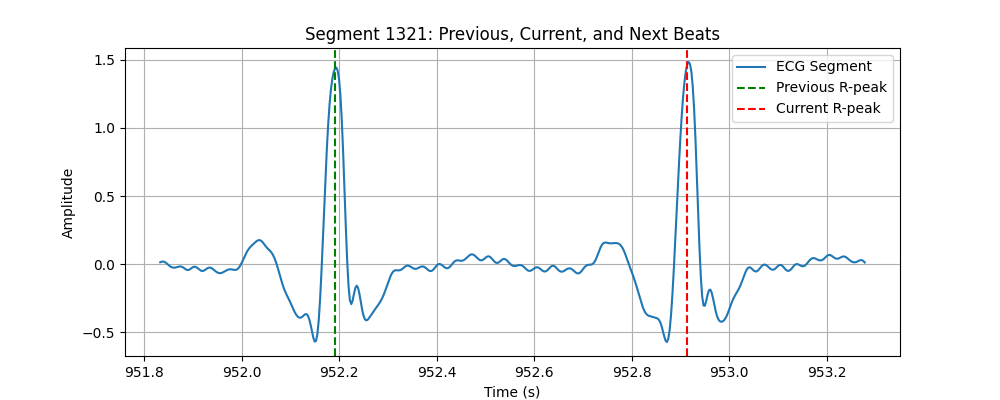 Segment 1321: Previous, Current, and Next Beats
ECG Segment
Previous R-peak
Current R-peak
Amplitude
1.5
1.0
0.5
0.0
−0.5
951.8 952.0 952.2 952.4 952.6 952.8 953.0 953.2
Time (s)